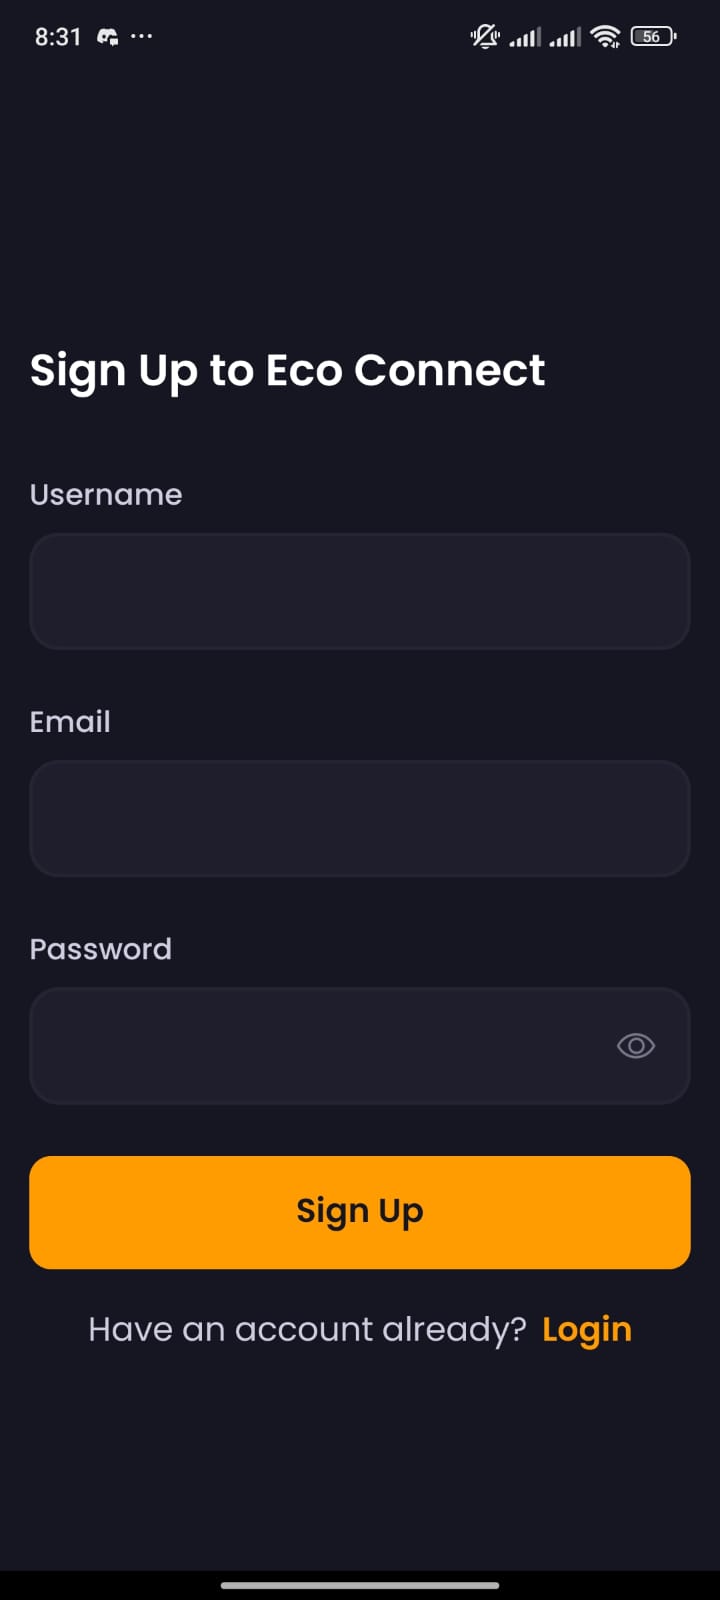 8:31 ... 56
Sign Up to Eco Connect
Username
Email
Password
Sign Up
Have an account already? Login